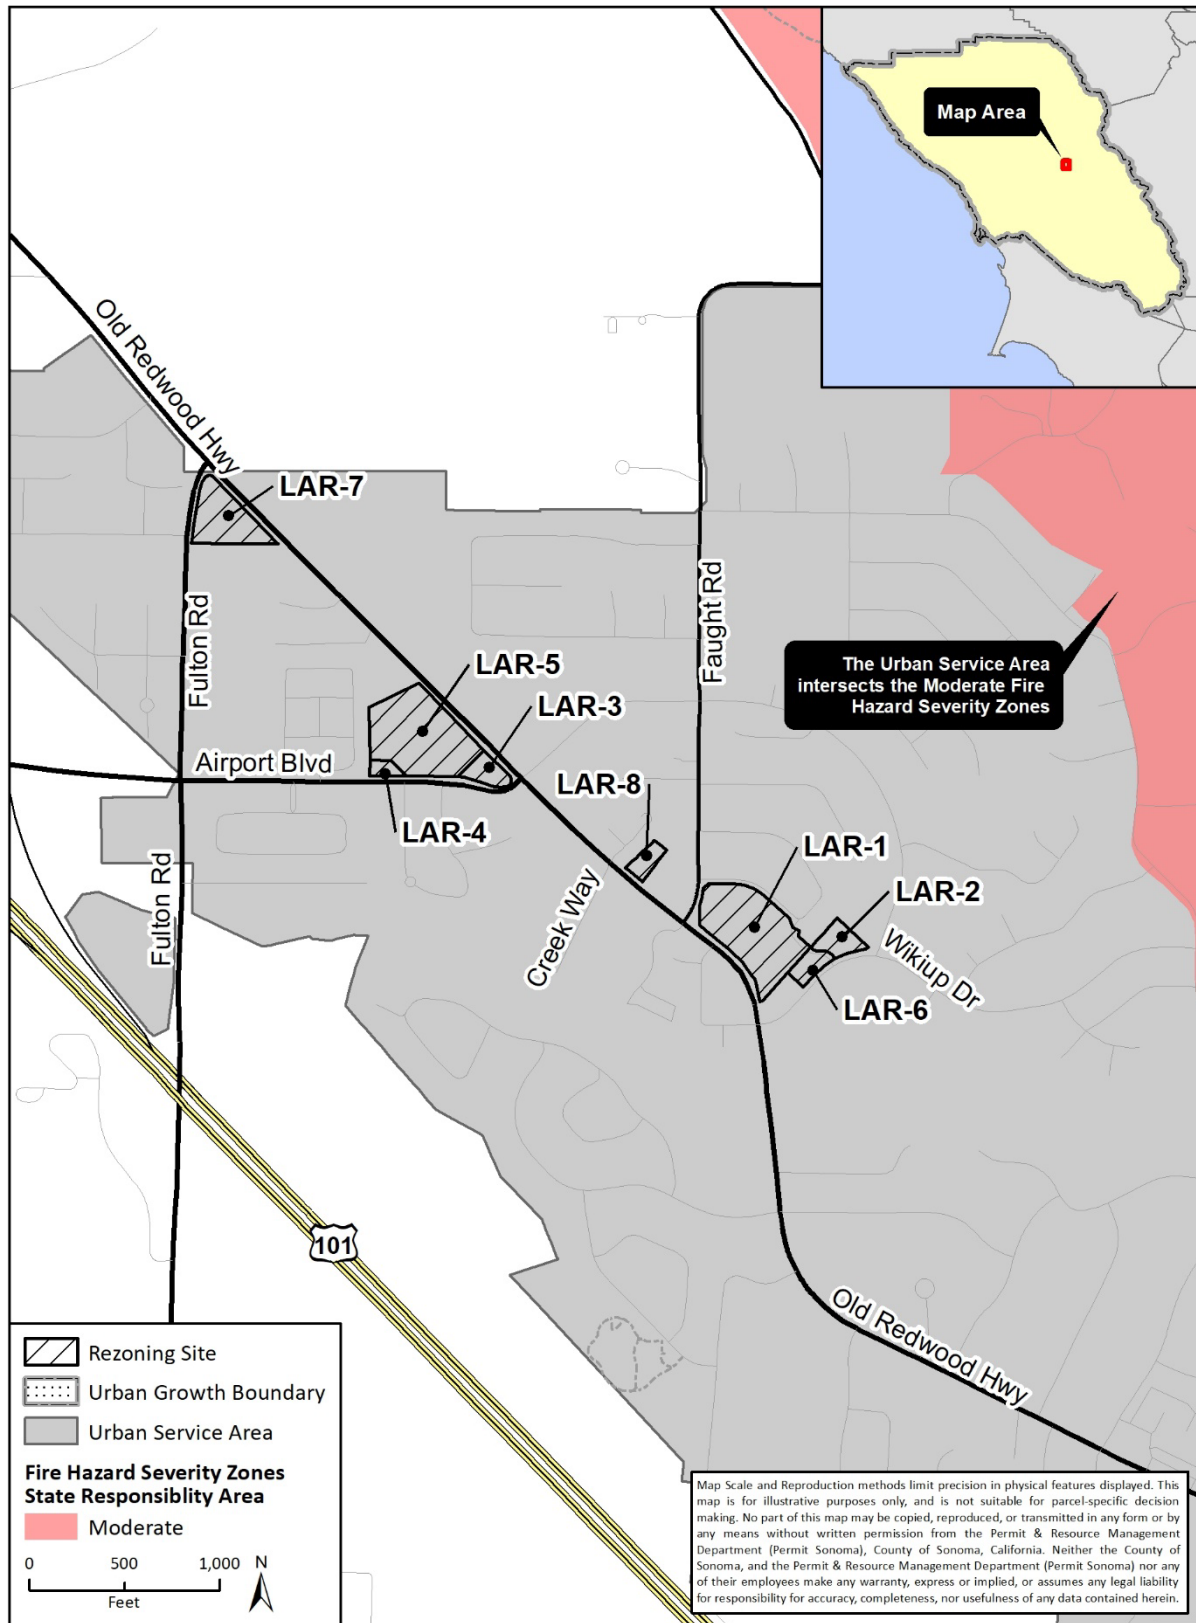 Map Area
Old Redwood Hwy
LAR-7
Fulton Rd
Faught Rd
The Urban Service Area
intersects the Moderate Fire
Hazard Severity Zones
LAR-5
LAR-3
Airport Blvd
LAR-8
LAR-4
LAR-1
LAR-2
Fulton Rd
Creek Way
Wikiup Dr
LAR-6
101
Old Redwood Hwy
Rezoning Site
Urban Growth Boundary
Urban Service Area
Fire Hazard Severity Zones
State Responsiblity Area
Moderate
0 500 1,000 N
Feet
Map Scale and Reproduction methods limit precision in physical features displayed. This
map is for illustrative purposes only, and is not suitable for parcel-specific decision
making. No part of this map may be copied, reproduced, or transmitted in any form or by
any means without written permission from the Permit & Resource Management
Department (Permit Sonoma), County of Sonoma, California. Neither the County of
Sonoma, and the Permit & Resource Management Department (Permit Sonoma) nor any
of their employees make any warranty, express or implied, or assumes any legal liability
for responsibility for accuracy, completeness, nor usefulness of any data contained herein.